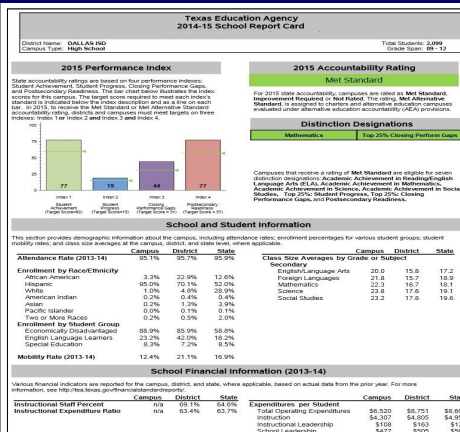 Texas Education Agency
2014-15 School Report Card
District Name: DALLAS ISD
Campus Type: High School
Total Students: 2,099
Grade Span: 09 - 12
2015 Performance Index
State accountability ratings are based on four performance indexes:
Student Achievement, Student Progress, Closing Performance Gaps,
and Postsecondary Readiness. The bar chart below illustrates the index
scores for this campus. The target score required to meet each index's
standard is indicated below the index description and as a line on each
bar. In 2015, to receive the Met Standard or Met Alternative Standard
accountability rating, districts and campuses must meet targets on three
indexes: Index 1 or Index 2 and Index 3 and Index 4.
100
75
50
25
0
77
19
44
77
Index 1
Student
Achievement
(Target Score=60)
Index 2
Student
Progress
(Target Score=15)
Index 3
Closing
Performance Gaps
(Target Score = 31)
Index 4
Postsecondary
Readiness
(Target Score = 57)
2015 Accountability Rating
Met Standard
For 2015 state accountability, campuses are rated as Met Standard,
Improvement Required or Not Rated. The rating, Met Alternative
Standard, is assigned to charters and alternative education campuses
evaluated under alternative education accountability (AEA) provisions.
Distinction Designations
Mathematics
Top 25% Closing Perform Gaps
Campuses that receive a rating of Met Standard are eligible for seven
distinction designations: Academic Achievement in Reading/English
Language Arts (ELA), Academic Achievement in Mathematics,
Academic Achievement in Science, Academic Achievement in Social
Studies, Top 25%: Student Progress, Top 25%: Closing
Performance Gaps, and Postsecondary Readiness.
School and Student Information
This section provides demographic information about the campus, including attendance rates, enrollment percentages for various student groups; student
mobility rates; and class size averages at the campus, district, and state level, where applicable.
Campus District State
Attendance Rate (2013-14) 95.1% 95.7% 95.9%
Enrollment by Race/Ethnicity
African American 3.3% 22.9% 12.6%
Hispanic 95.0% 70.1% 52.0%
White 1.0% 4.8% 28.9%
American Indian 0.2% 0.4% 0.4%
Asian 0.2% 1.3% 3.9%
Pacific Islander 0.0% 0.1% 0.1%
Two or More Races 0.2% 0.5% 2.0%
Enrollment by Student Group
Economically Disadvantaged 88.9% 85.9% 58.8%
English Language Learners 23.2% 42.0% 18.2%
Special Education 8.3% 7.2% 8.5%
Mobility Rate (2013-14) 12.4% 21.1% 16.9%
Campus District State
Class Size Averages by Grade or Subject
Secondary
English/Language Arts 20.0 15.8 17.2
Foreign Languages 21.8 15.7 18.9
Mathematics 22.3 16.7 18.1
Science 23.8 17.6 19.1
Social Studies 23.2 17.8 19.6
School Financial Information (2013-14)
Various financial indicators are reported for the campus, district, and state, where applicable, based on actual data from the prior year. For more
information, see http://tea.texas.gov/financialstandardreports/.
Campus District State
Instructional Staff Percent n/a 69.1% 64.6%
Instructional Expenditure Ratio n/a 63.4% 63.7%
Campus District State
Expenditures per Student
Total Operating Expenditures $6,520 $8,751
Instruction $4,307 $4,805
Instructional Leadership $108 $163
School Leadership $477 $505